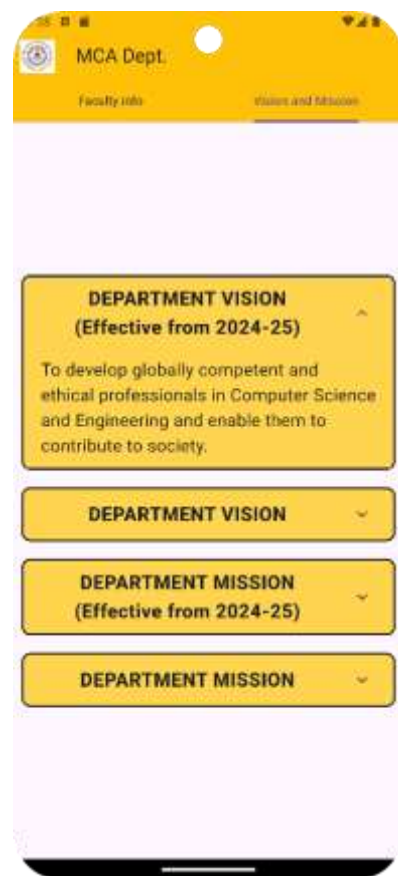 MCA Dept.
Faculty info
Vision and Mission
DEPARTMENT VISION
(Effective from 2024-25)
To develop globally competent and
ethical professionals in Computer Science
and Engineering and enable them to
contribute to society.
DEPARTMENT VISION
DEPARTMENT MISSION
(Effective from 2024-25)
DEPARTMENT MISSION